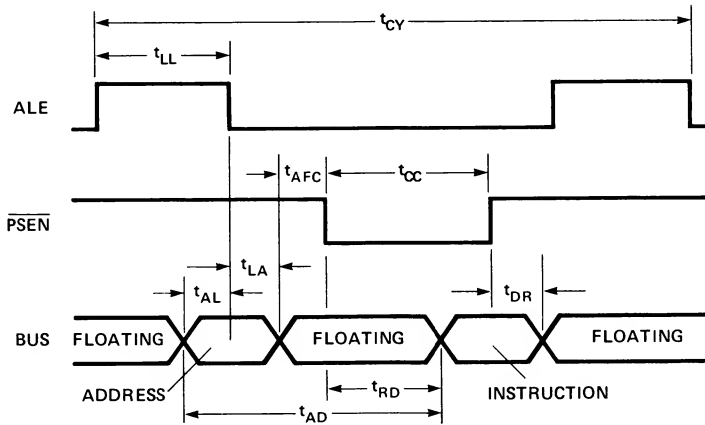 tCY
tLL
ALE
tAFC
tCC
PSEN
tLA
tAL
tDR
BUS
FLOATING
FLOATING
FLOATING
ADDRESS
tRD
INSTRUCTION
tAD